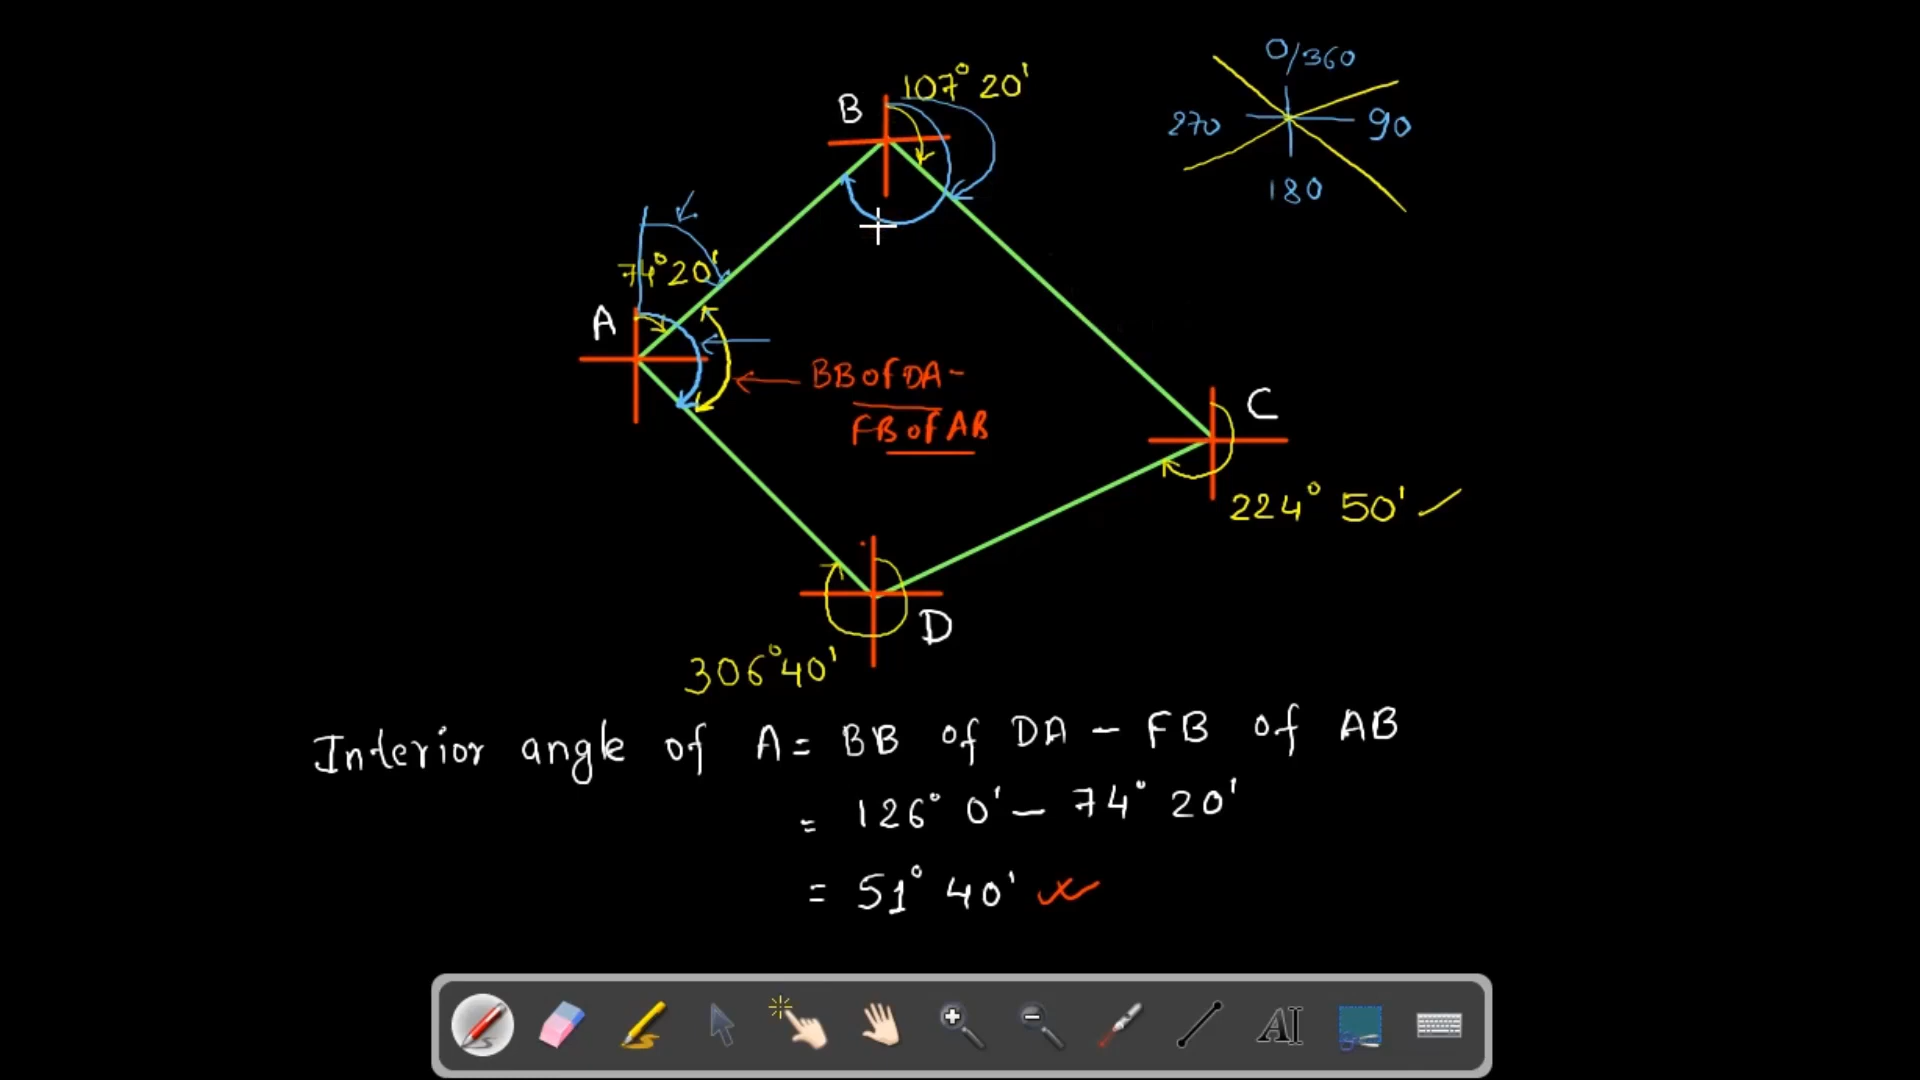 0/360
B 107° 20'
270 90
180
74° 20'
A
BB of DA -
FB of AB
C
224° 50'
D
306° 40'
Interior angle of A = BB of DA - FB of AB
= 126° 0' - 74° 20'
= 51° 40'
AI